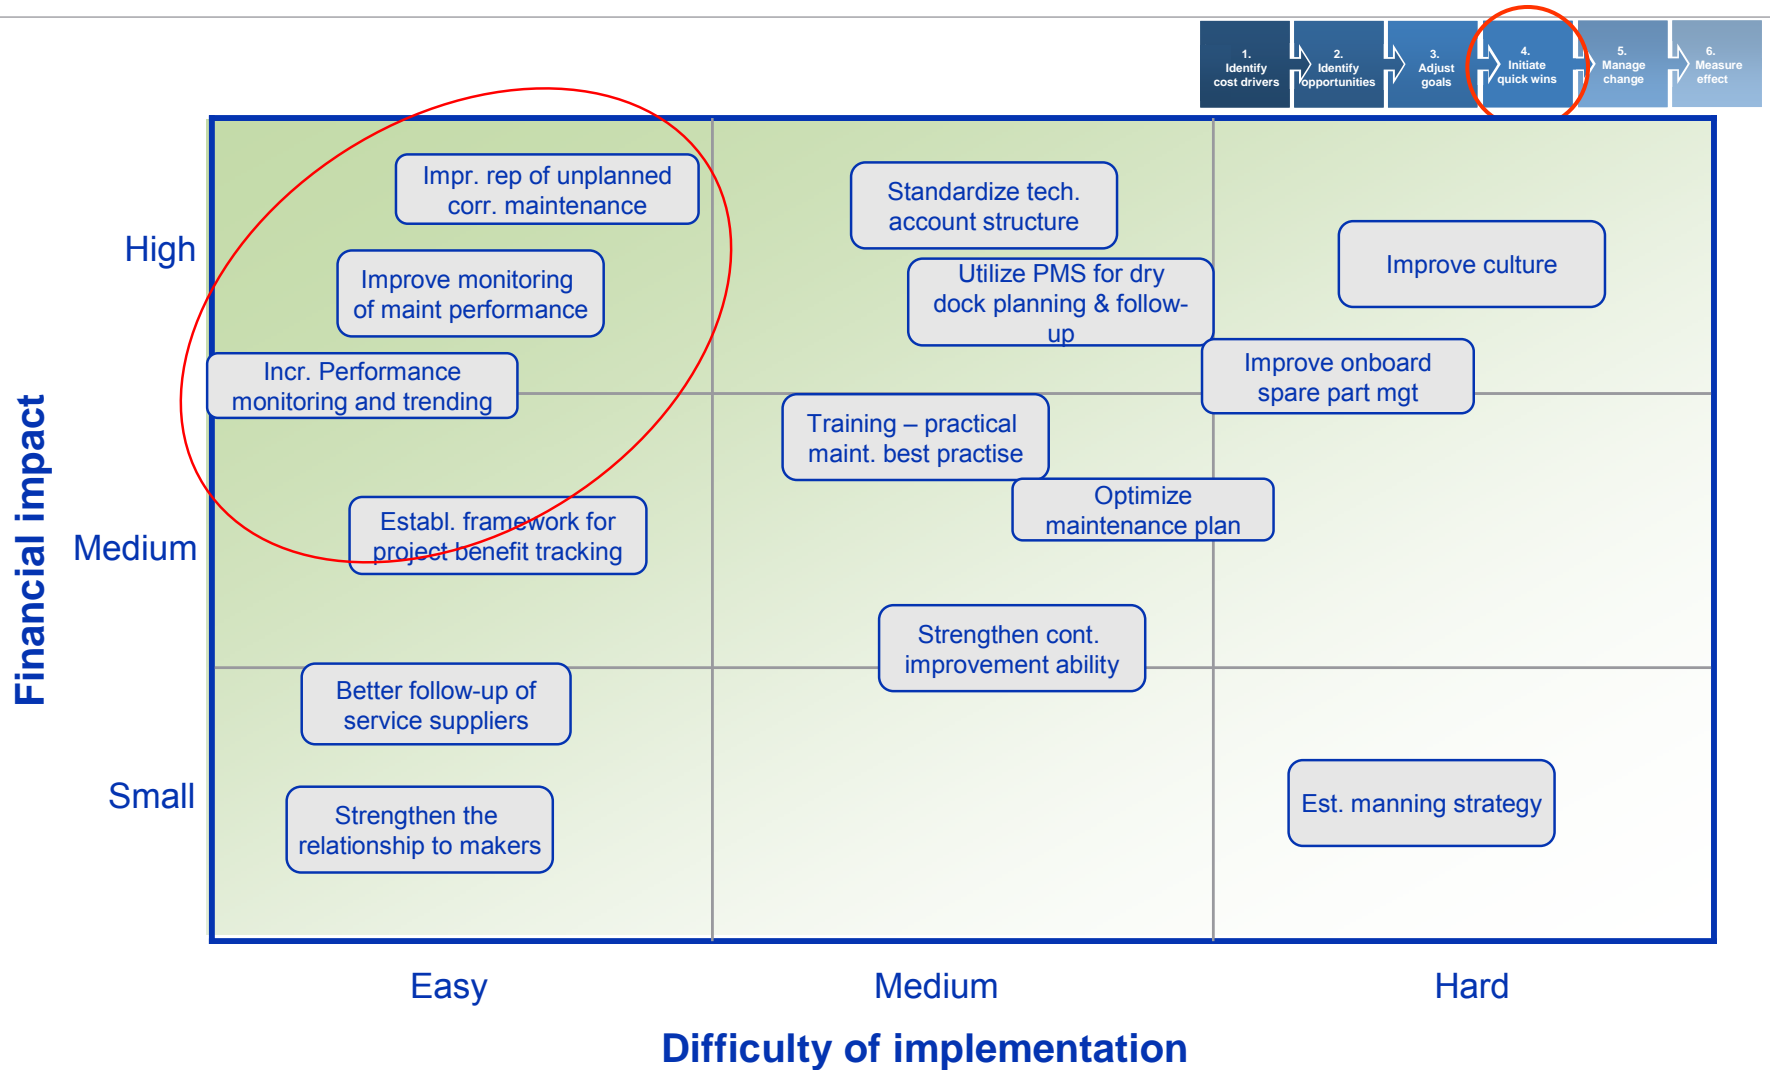 1.
Identify
cost drivers
2.
Identify
opportunities
3.
Adjust
goals
4.
Initiate
quick wins
5.
Manage
change
6.
Measure
effect
Financial impact
High
Medium
Small
Impr. rep of unplanned
corr. maintenance
Improve monitoring
of maint performance
Incr. Performance
monitoring and trending
Establ. framework for
project benefit tracking
Better follow-up of
service suppliers
Strengthen the
relationship to makers
Standardize tech.
account structure
Utilize PMS for dry
dock planning & follow-
up
Training – practical
maint. best practise
Optimize
maintenance plan
Strengthen cont.
improvement ability
Improve culture
Improve onboard
spare part mgt
Est. manning strategy
Easy
Medium
Hard
Difficulty of implementation